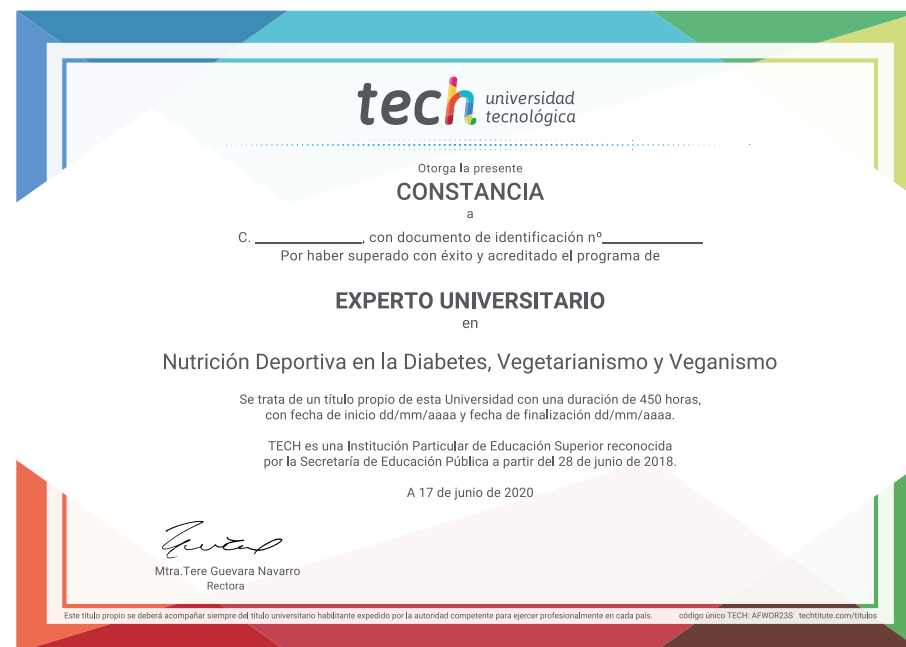 tech universidad
tecnológica
Otorga la presente
CONSTANCIA
a
C. ____________, con documento de identificación nº____________
Por haber superado con éxito y acreditado el programa de
EXPERTO UNIVERSITARIO
en
Nutrición Deportiva en la Diabetes, Vegetarianismo y Veganismo
Se trata de un título propio de esta Universidad con una duración de 450 horas,
con fecha de inicio dd/mm/aaaa y fecha de finalización dd/mm/aaaa.
TECH es una Institución Particular de Educación Superior reconocida
por la Secretaría de Educación Pública a partir del 28 de junio de 2018.
A 17 de junio de 2020
Mtra.Tere Guevara Navarro
Rectora
Este título propio se deberá acompañar siempre del título universitario habilitante expedido por la autoridad competente para ejercer profesionalmente en cada país. código único TECH: AFWOR23S techtitute.com/titulos